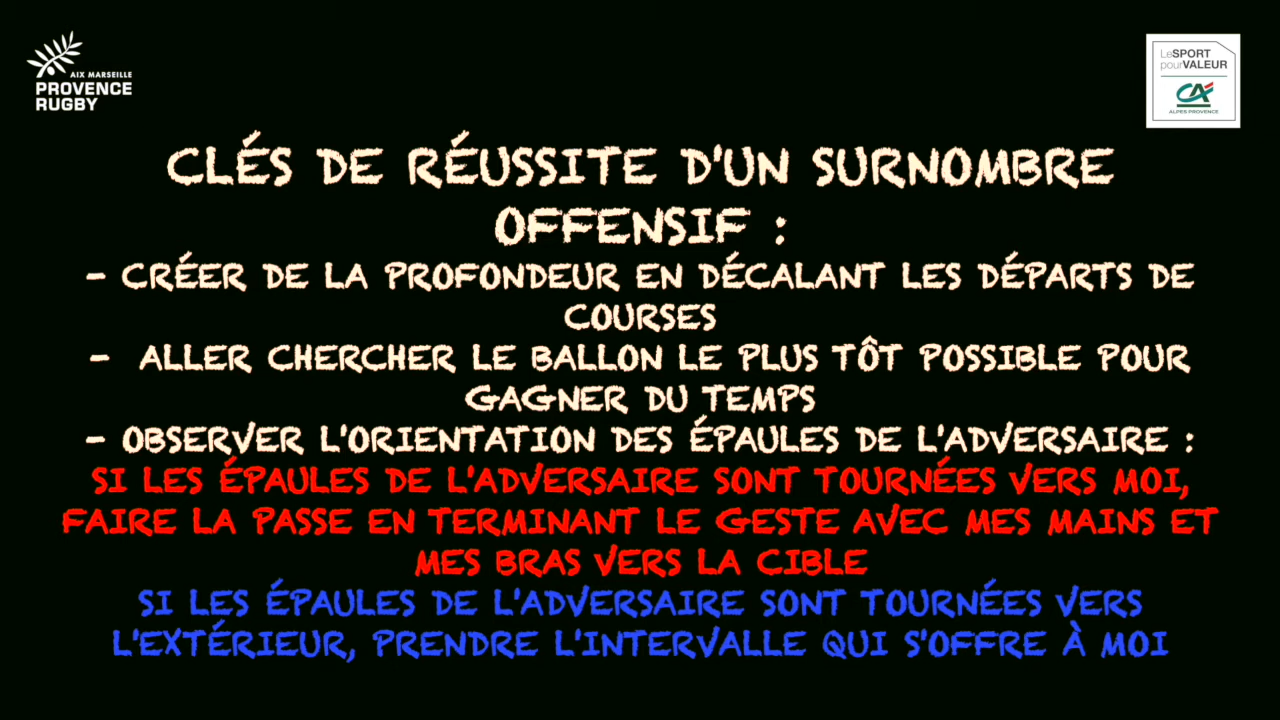 AIX MARSEILLE
PROVENCE
RUGBY
LeSPORT
pourVALEUR
CA
ALPES PROVENCE
CLÉS DE RÉUSSITE D'UN SURNOMBRE
OFFENSIF :
- CRÉER DE LA PROFONDEUR EN DÉCALANT LES DÉPARTS DE
COURSES
- ALLER CHERCHER LE BALLON LE PLUS TÔT POSSIBLE POUR
GAGNER DU TEMPS
- OBSERVER L'ORIENTATION DES ÉPAULES DE L'ADVERSAIRE :
SI LES ÉPAULES DE L'ADVERSAIRE SONT TOURNÉES VERS MOI,
FAIRE LA PASSE EN TERMINANT LE GESTE AVEC MES MAINS ET
MES BRAS VERS LA CIBLE
SI LES ÉPAULES DE L'ADVERSAIRE SONT TOURNÉES VERS
L'EXTÉRIEUR, PRENDRE L'INTERVALLE QUI S'OFFRE À MOI